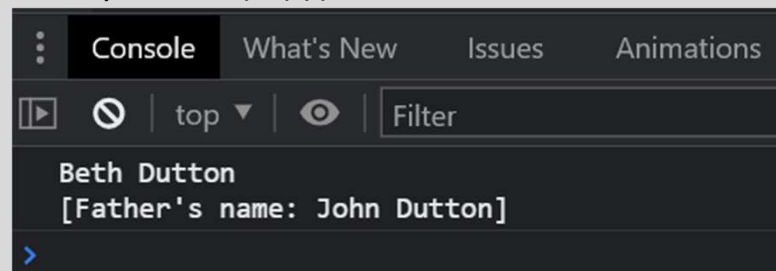 Console What's New Issues Animations
top Filter
Beth Dutton
[Father's name: John Dutton]
>